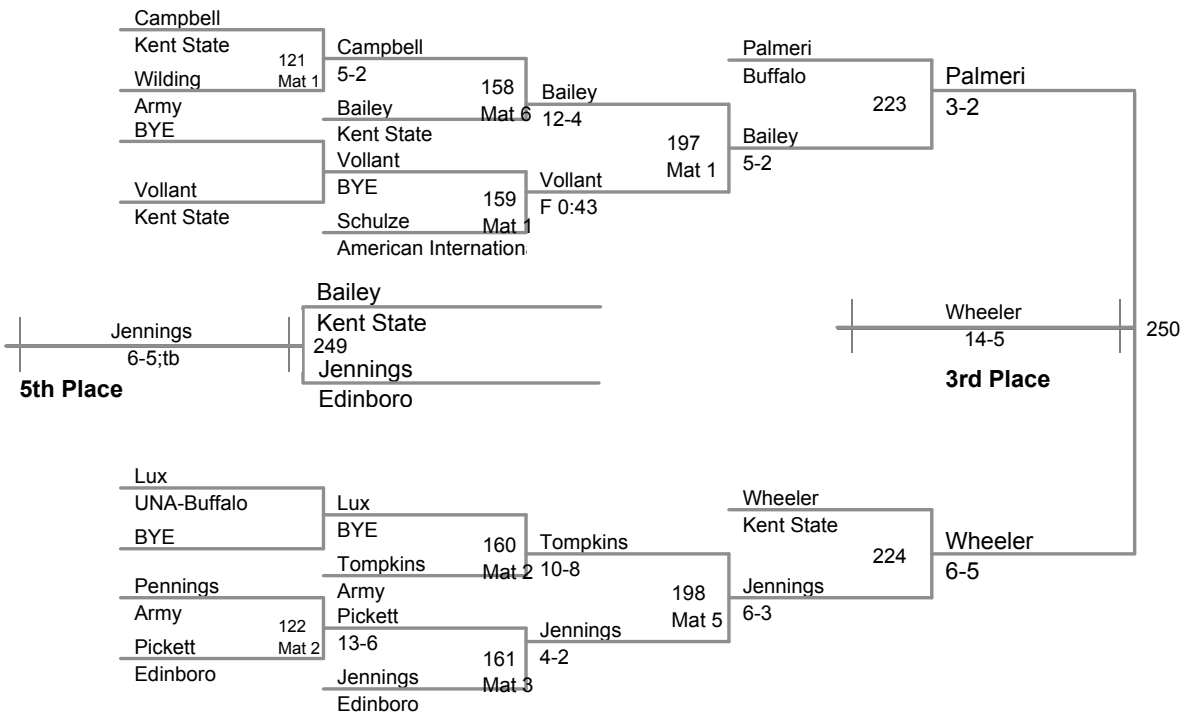 Campbell
Kent State
121
Mat 1
Wilding
Army
BYE
Vollant
Kent State
Campbell
5-2
158
Mat 6
Bailey
Kent State
Vollant
BYE
159
Mat 1
Schulze
American Internation
Bailey
12-4
197
Mat 1
Vollant
F 0:43
Palmeri
Buffalo
223
Bailey
5-2
Palmeri
3-2
Bailey
Kent State
249
Jennings
Edinboro
Jennings
6-5;tb
5th Place
Wheeler
14-5
3rd Place
250
Lux
UNA-Buffalo
BYE
Pennings
Army
122
Mat 2
Pickett
Edinboro
Lux
BYE
160
Mat 2
Tompkins
Army
Pickett
13-6
161
Mat 3
Jennings
Edinboro
Tompkins
10-8
198
Mat 5
Jennings
4-2
Wheeler
Kent State
224
Jennings
6-3
Wheeler
6-5